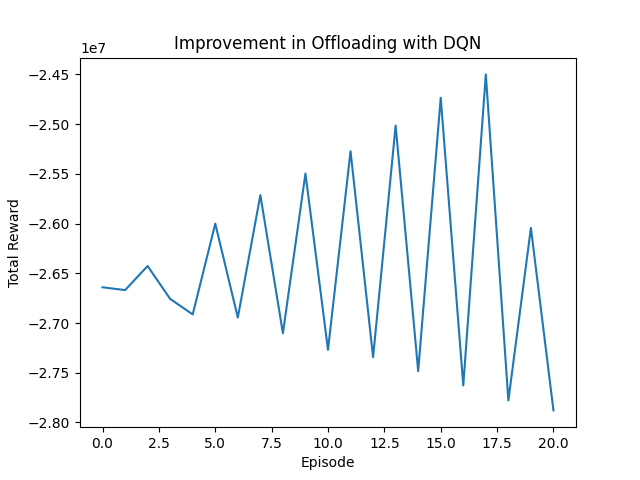 Improvement in Offloading with DQN
1e7
−2.45
−2.50
−2.55
−2.60
−2.65
−2.70
−2.75
−2.80
Total Reward
0.0 2.5 5.0 7.5 10.0 12.5 15.0 17.5 20.0
Episode